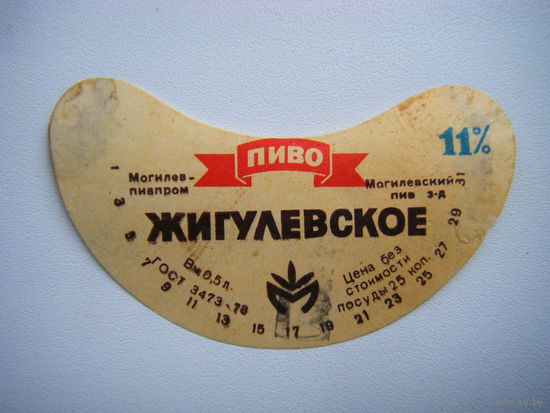 ПИВО
11%
Могилев-
пивпром
Могилевский
пив з-д
ЖИГУЛЕВСКОЕ
Вм. 0,5 л.
ГОСТ 3473-78
Цена без
стоимости
посуды 25 коп.
1 3 5 7 9 11 13 15 17 19 21 23 25 27 29 31